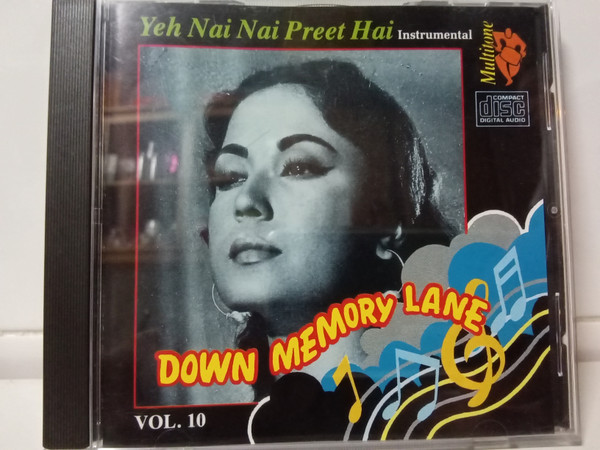 Yeh Nai Nai Preet Hai Instrumental
Multitone
COMPACT
disc
DIGITAL AUDIO
DOWN MEMORY LANE
VOL. 10